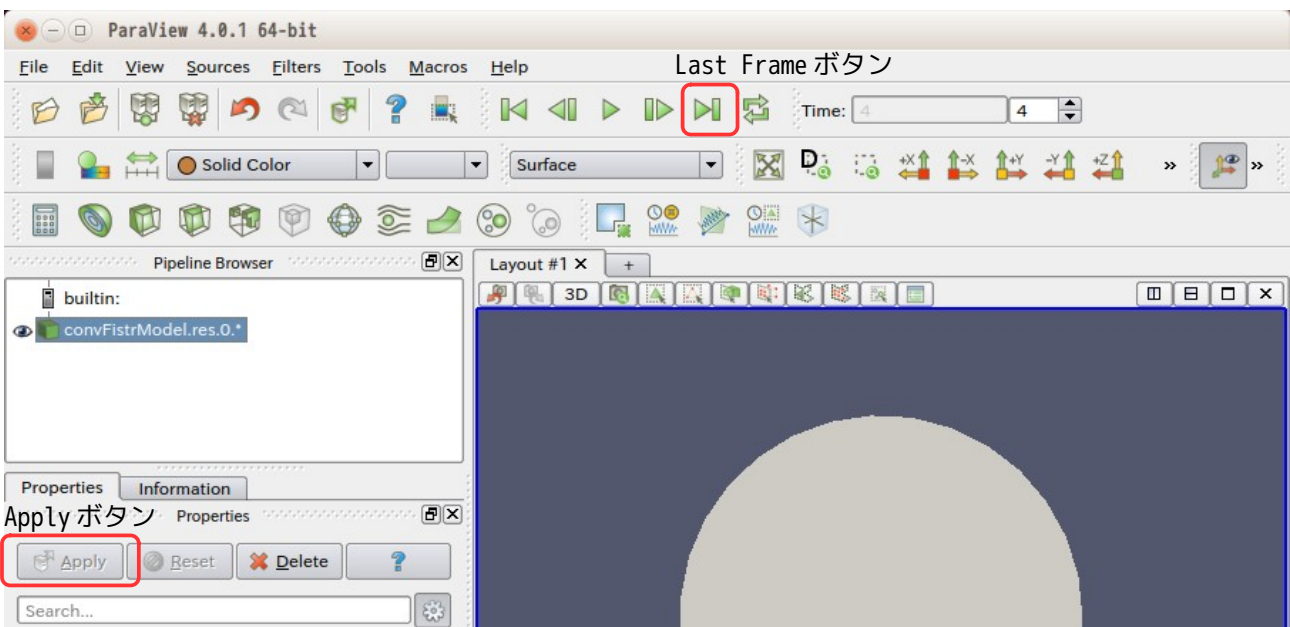 ParaView 4.0.1 64-bit
File Edit View Sources Filters Tools Macros Help
Last Frame ボタン
Time: 4 4
Solid Color Surface +X -X +Y -Y +Z » »
Pipeline Browser
Layout #1 X +
builtin:
3D
convFistrModel.res.0.*
Properties Information
Apply ボタン Properties
Apply Reset Delete ?
Search...